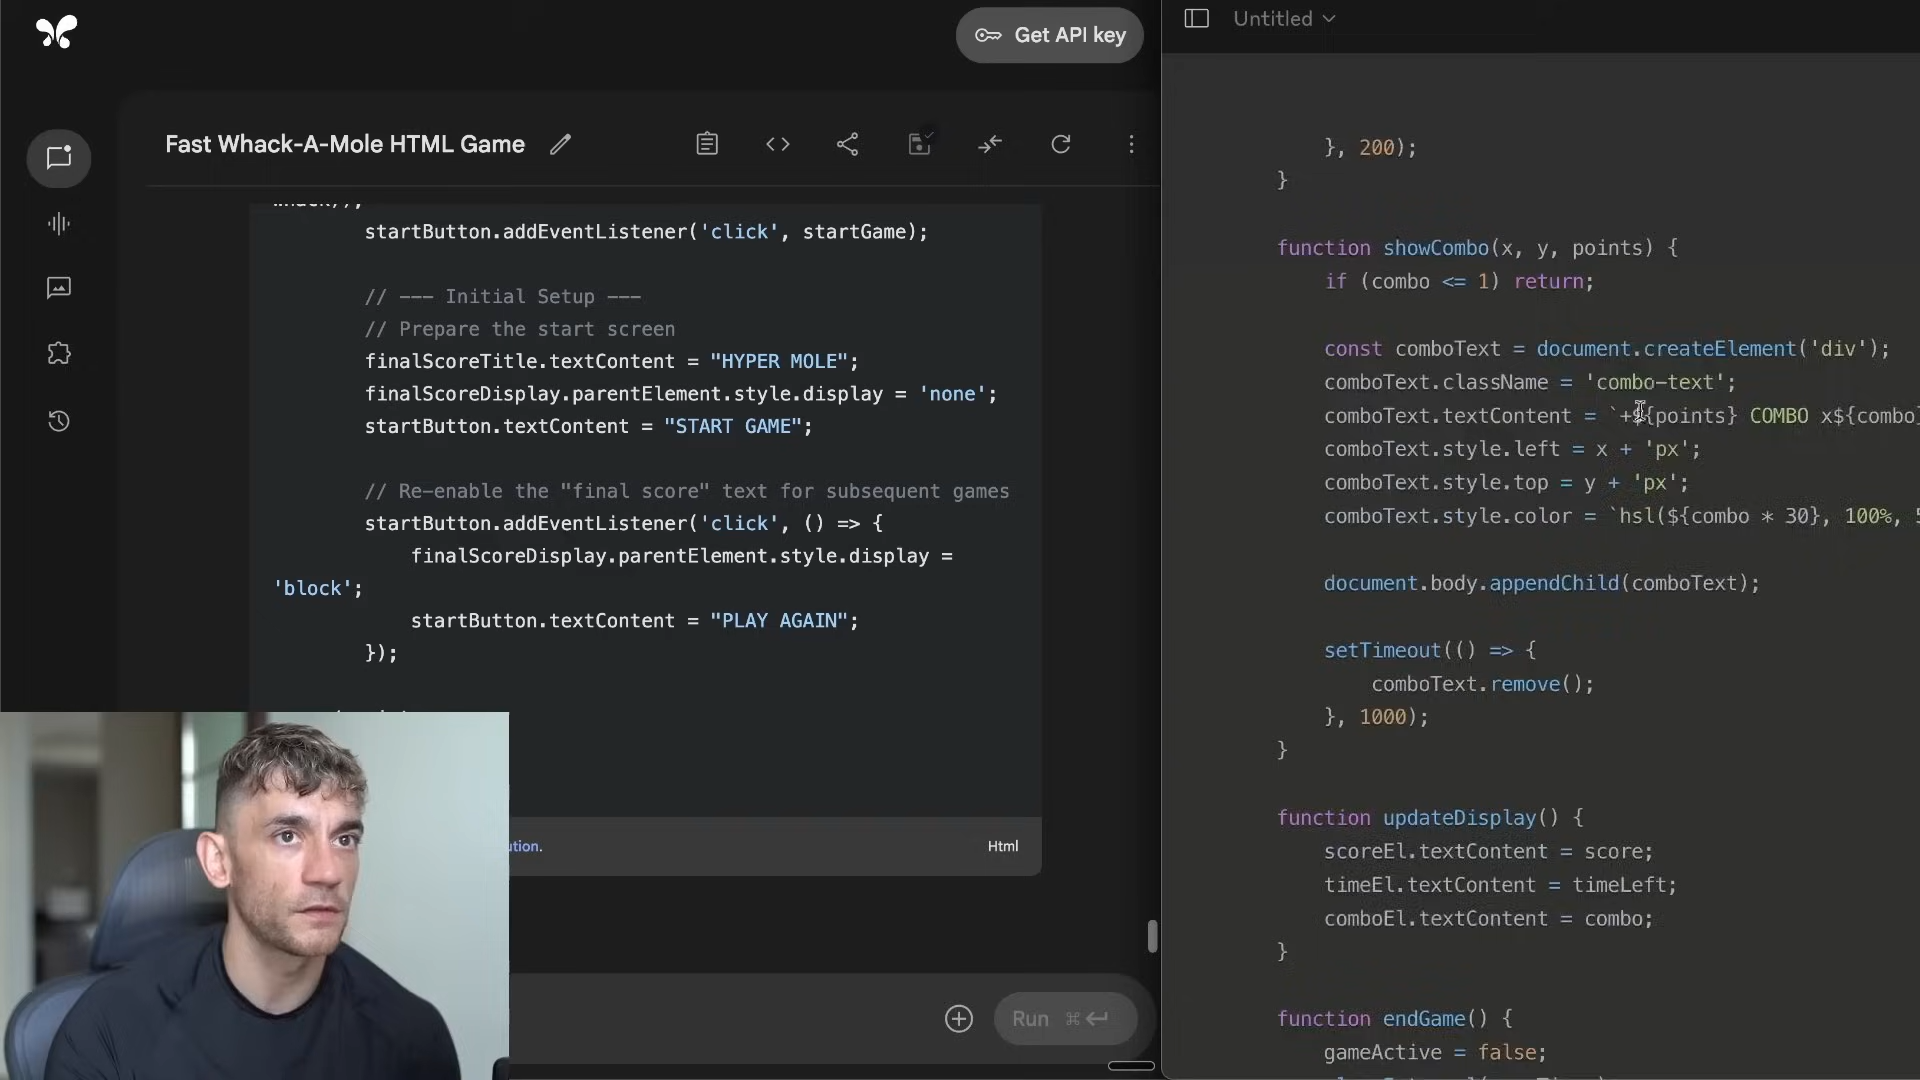 Get API key
Untitled
Fast Whack-A-Mole HTML Game
startButton.addEventListener('click', startGame);
// --- Initial Setup ---
// Prepare the start screen
finalScoreTitle.textContent = "HYPER MOLE";
finalScoreDisplay.parentElement.style.display = 'none';
startButton.textContent = "START GAME";
// Re-enable the "final score" text for subsequent games
startButton.addEventListener('click', () => {
finalScoreDisplay.parentElement.style.display =
'block';
startButton.textContent = "PLAY AGAIN";
});
Html
Run ⌘ ↵
}, 200);
}
function showCombo(x, y, points) {
if (combo <= 1) return;
const comboText = document.createElement('div');
comboText.className = 'combo-text';
comboText.textContent = `+${points} COMBO x${combo}
comboText.style.left = x + 'px';
comboText.style.top = y + 'px';
comboText.style.color = `hsl(${combo * 30}, 100%,
document.body.appendChild(comboText);
setTimeout(() => {
comboText.remove();
}, 1000);
}
function updateDisplay() {
scoreEl.textContent = score;
timeEl.textContent = timeLeft;
comboEl.textContent = combo;
}
function endGame() {
gameActive = false;